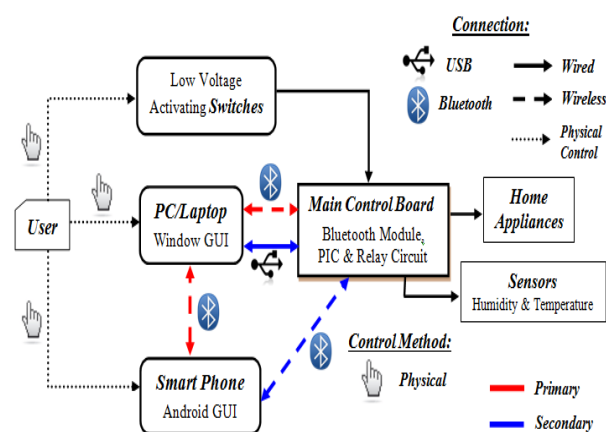 Connection:
USB
Wired
Bluetooth
Wireless
Physical
Control
Low Voltage
Activating Switches
User
PC/Laptop
Window GUI
Main Control Board
Bluetooth Module,
PIC & Relay Circuit
Home
Appliances
Sensors
Humidity & Temperature
Smart Phone
Android GUI
Control Method:
Physical
Primary
Secondary